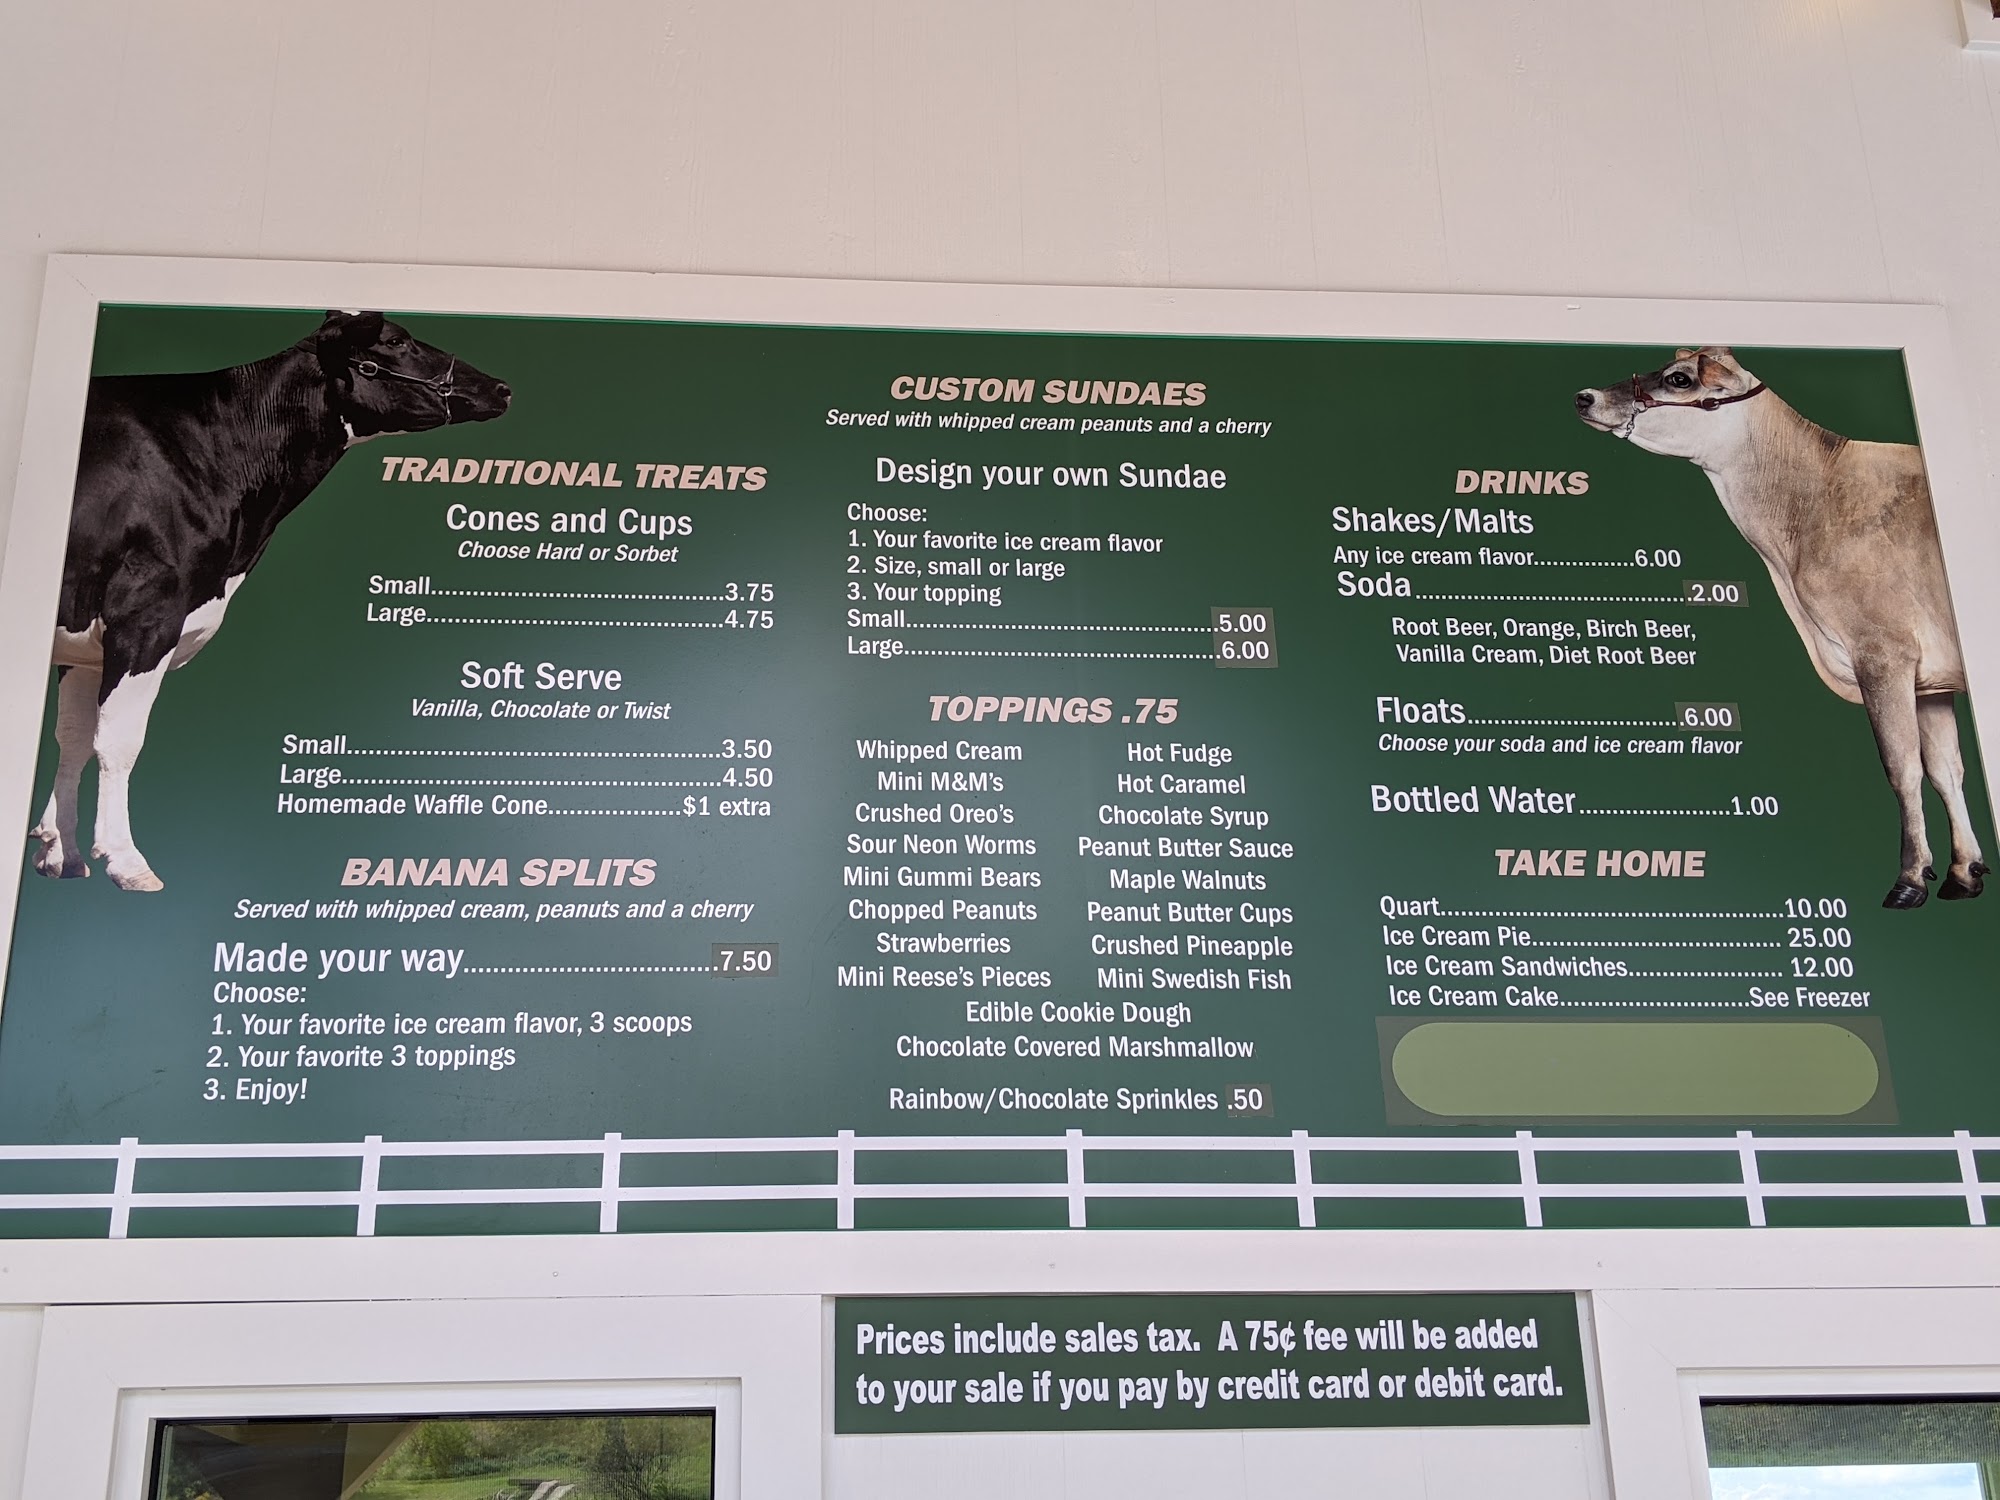 TRADITIONAL TREATS
Cones and Cups
Choose Hard or Sorbet
Small..........................................3.75
Large..........................................4.75
Soft Serve
Vanilla, Chocolate or Twist
Small......................................................3.50
Large......................................................4.50
Homemade Waffle Cone...................$1 extra
BANANA SPLITS
Served with whipped cream, peanuts and a cherry
Made your way...................................7.50
Choose:
1. Your favorite ice cream flavor, 3 scoops
2. Your favorite 3 toppings
3. Enjoy!
CUSTOM SUNDAES
Served with whipped cream peanuts and a cherry
Design your own Sundae
Choose:
1. Your favorite ice cream flavor
2. Size, small or large
3. Your topping
Small.............................................5.00
Large.............................................6.00
TOPPINGS .75
Whipped Cream
Mini M&M's
Crushed Oreo's
Sour Neon Worms
Mini Gummi Bears
Chopped Peanuts
Strawberries
Mini Reese's Pieces
Hot Fudge
Hot Caramel
Chocolate Syrup
Peanut Butter Sauce
Maple Walnuts
Peanut Butter Cups
Crushed Pineapple
Mini Swedish Fish
Edible Cookie Dough
Chocolate Covered Marshmallow
Rainbow/Chocolate Sprinkles .50
DRINKS
Shakes/Malts
Any ice cream flavor...............6.00
Soda.......................................2.00
Root Beer, Orange, Birch Beer,
Vanilla Cream, Diet Root Beer
Floats...............................6.00
Choose your soda and ice cream flavor
Bottled Water......................1.00
TAKE HOME
Quart.................................................10.00
Ice Cream Pie.................................... 25.00
Ice Cream Sandwiches...................... 12.00
Ice Cream Cake...........................See Freezer
Prices include sales tax. A 75¢ fee will be added
to your sale if you pay by credit card or debit card.